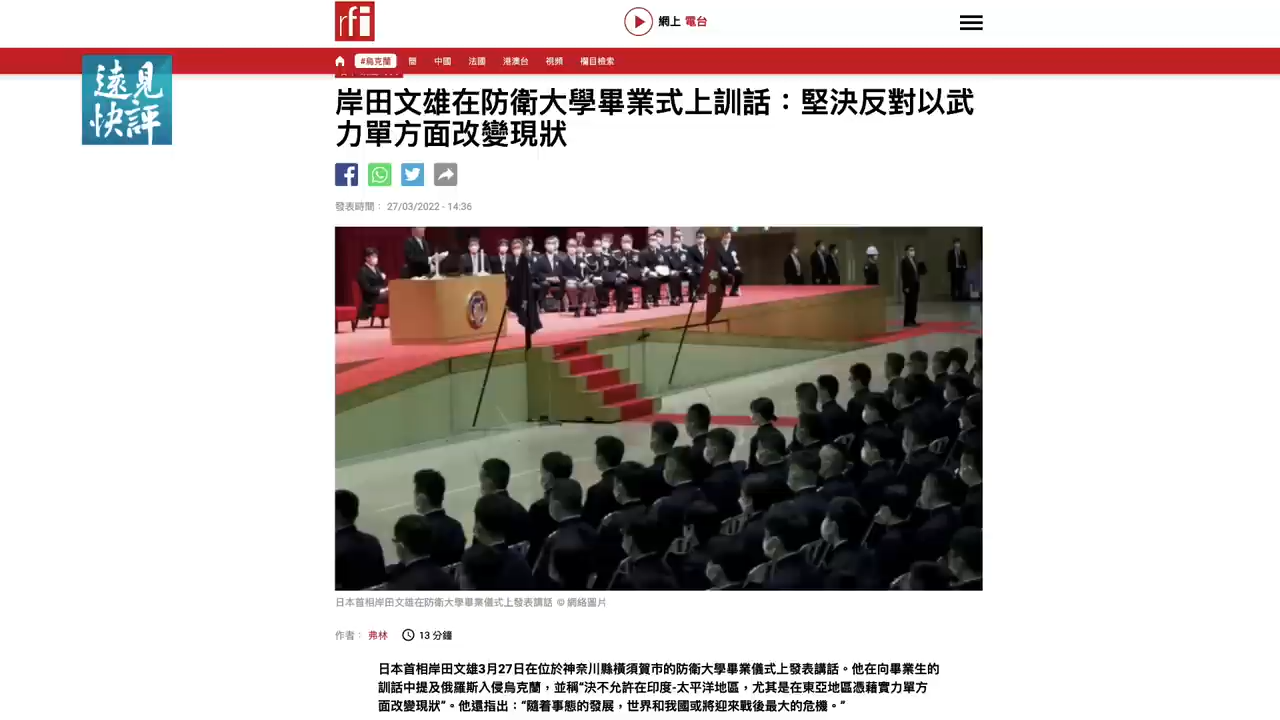 rfi
網上 電台
#烏克蘭 簡 中國 法國 港澳台 視頻 欄目檢索
遠見
快評
岸田文雄在防衛大學畢業式上訓話：堅決反對以武
力單方面改變現狀
發表時間： 27/03/2022 - 14:36
日本首相岸田文雄在防衛大學畢業儀式上發表講話 © 網絡圖片
作者： 弗林 13 分鐘
日本首相岸田文雄3月27日在位於神奈川縣橫須賀市的防衛大學畢業儀式上發表講話。他在向畢業生的
訓話中提及俄羅斯入侵烏克蘭，並稱“決不允許在印度-太平洋地區，尤其是在東亞地區憑藉實力單方
面改變現狀”。他還指出：“隨着事態的發展，世界和我國或將迎來戰後最大的危機。”